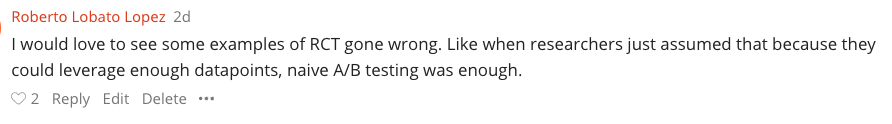 Roberto Lobato Lopez 2d
I would love to see some examples of RCT gone wrong. Like when researchers just assumed that because they
could leverage enough datapoints, naive A/B testing was enough.
2 Reply Edit Delete •••